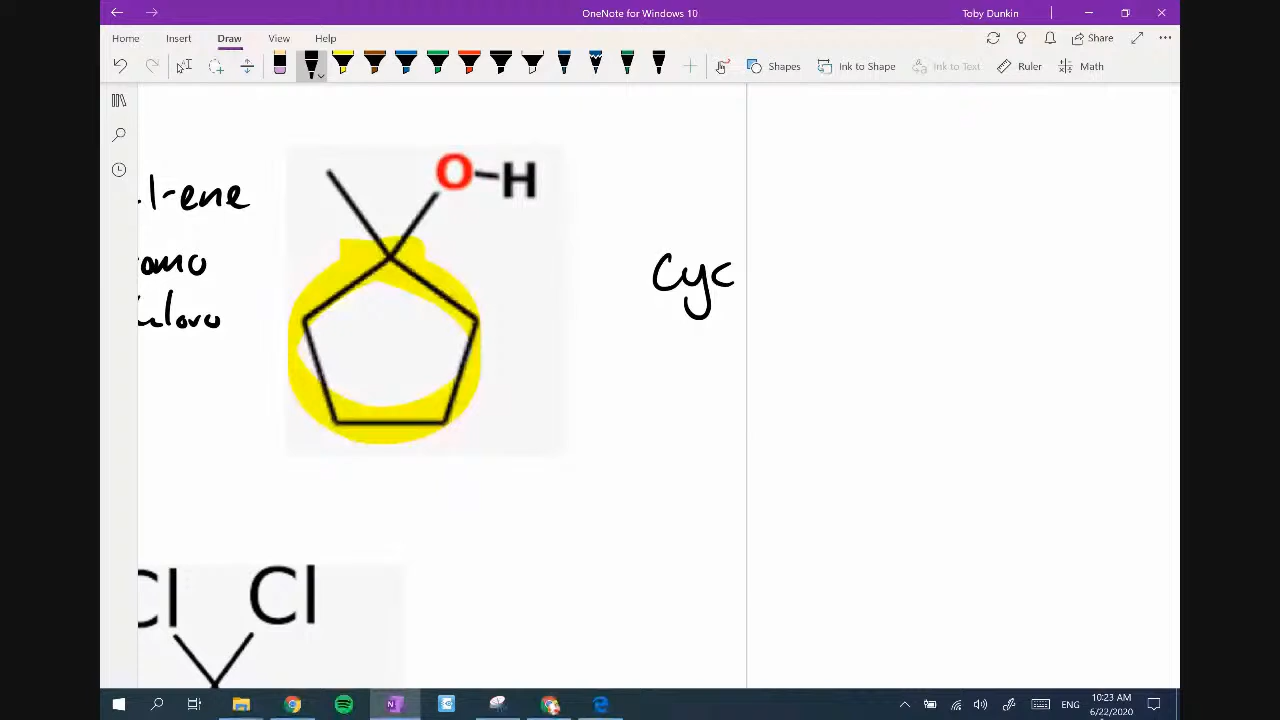 OneNote for Windows 10
Toby Dunkin
Home Insert Draw View Help
Share
Shapes Ink to Shape Ink to Text Ruler Math
O-H
l-ene
omo
loro
Cyc
Cl Cl
ENG
10:23 AM
6/22/2020